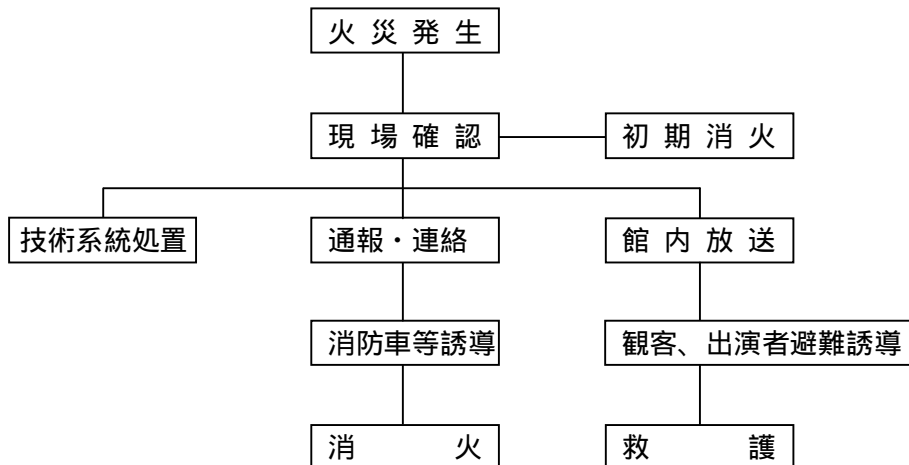 火災発生
現場確認
初期消火
技術系統処置
通報・連絡
館内放送
消防車等誘導
観客、出演者避難誘導
消火
救護